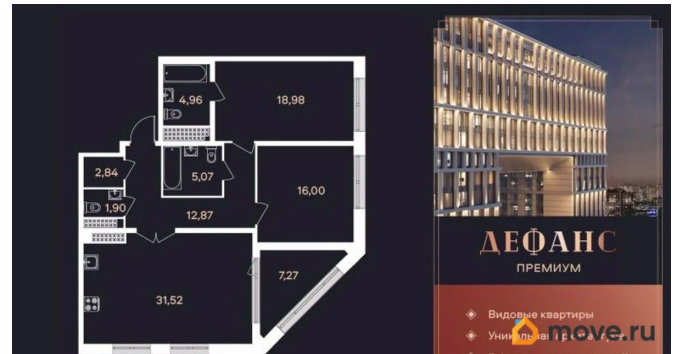 4,96
18,98
2,84
5,07
16,00
1,90
12,87
7,27
31,52
ДЕФАНС
ПРЕМИУМ
Видовые квартиры
move.ru